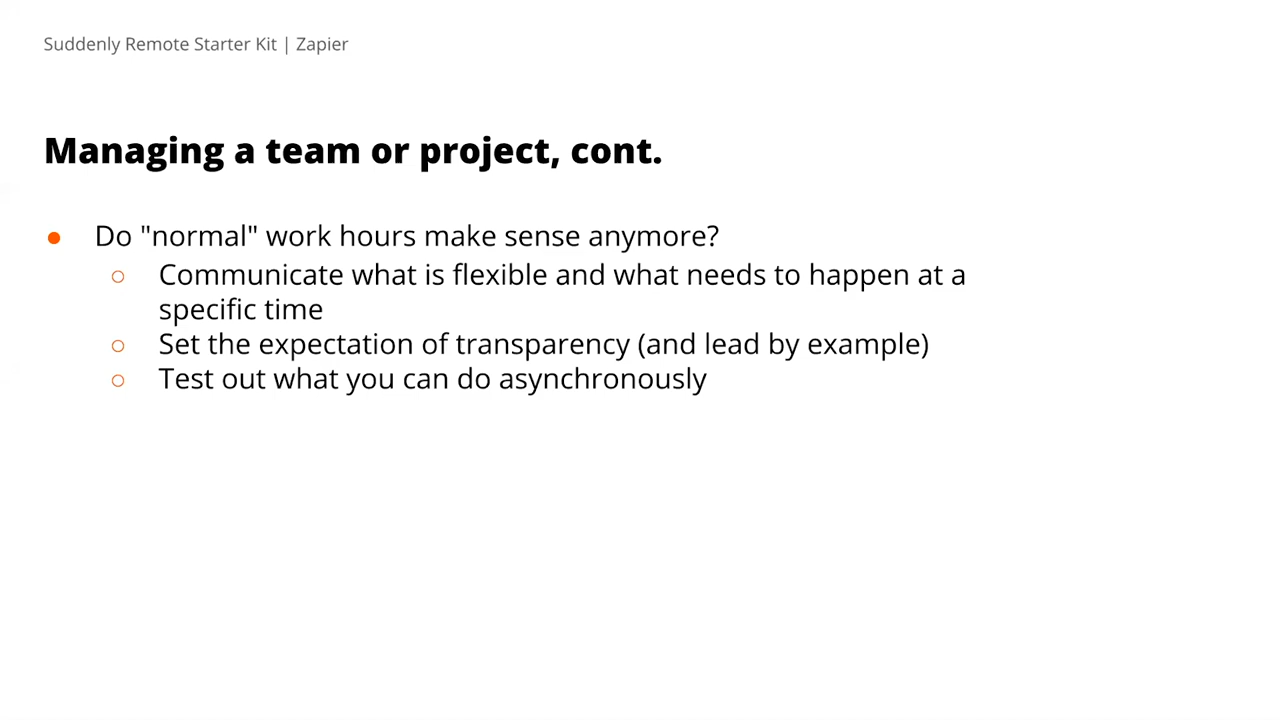 Suddenly Remote Starter Kit | Zapier
Managing a team or project, cont.
● Do "normal" work hours make sense anymore?
○ Communicate what is flexible and what needs to happen at a
specific time
○ Set the expectation of transparency (and lead by example)
○ Test out what you can do asynchronously